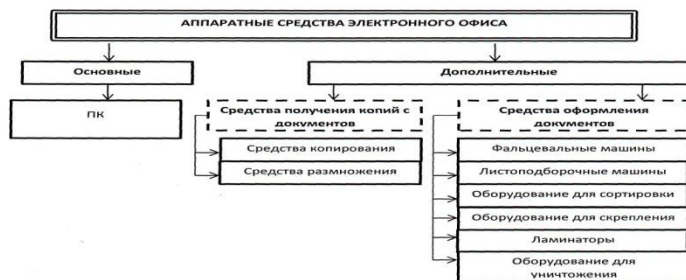 АППАРАТНЫЕ СРЕДСТВА ЭЛЕКТРОННОГО ОФИСА
Основные
Дополнительные
ПК
Средства получения копий с
документов
Средства оформления
документов
Средства копирования
Средства размножения
Фальцевальные машины
Листоподборочные машины
Оборудование для сортировки
Оборудование для скрепления
Ламинаторы
Оборудование для
уничтожения